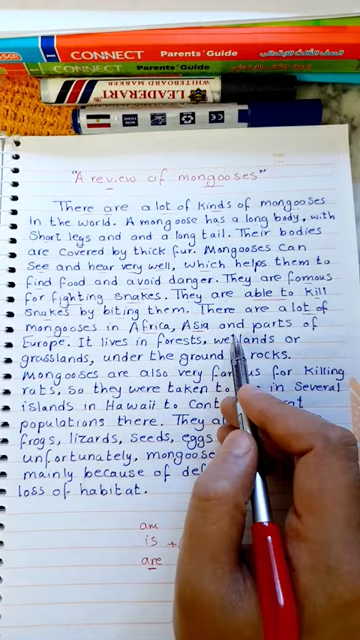 CONNECT Parents' Guide
CONNECT Parents' Guide
LEADERART WHITEBOARD MARKER
"A review of mongooses"
There are a lot of kinds of mongooses
in the world. A mongoose has a long body, with
Short legs and and a long tail. Their bodies
are covered by thick fur. Mongooses can
See and hear very well, which helps them to
find food and avoid danger. They are famous
for fighting snakes. They are able to kill
Snakes by biting them. There are a lot of
mongooses in Africa, Asia and parts of
Europe. It lives in forests, wetlands or
grasslands, under the ground rocks.
Mongooses are also very for killing
rats, so they were taken in Several
islands in Hawaii to rat
populations there. They
frogs, lizards, seeds, eggs
unfortunately, mongoose
mainly because of
loss of habitat.
am
is +
are